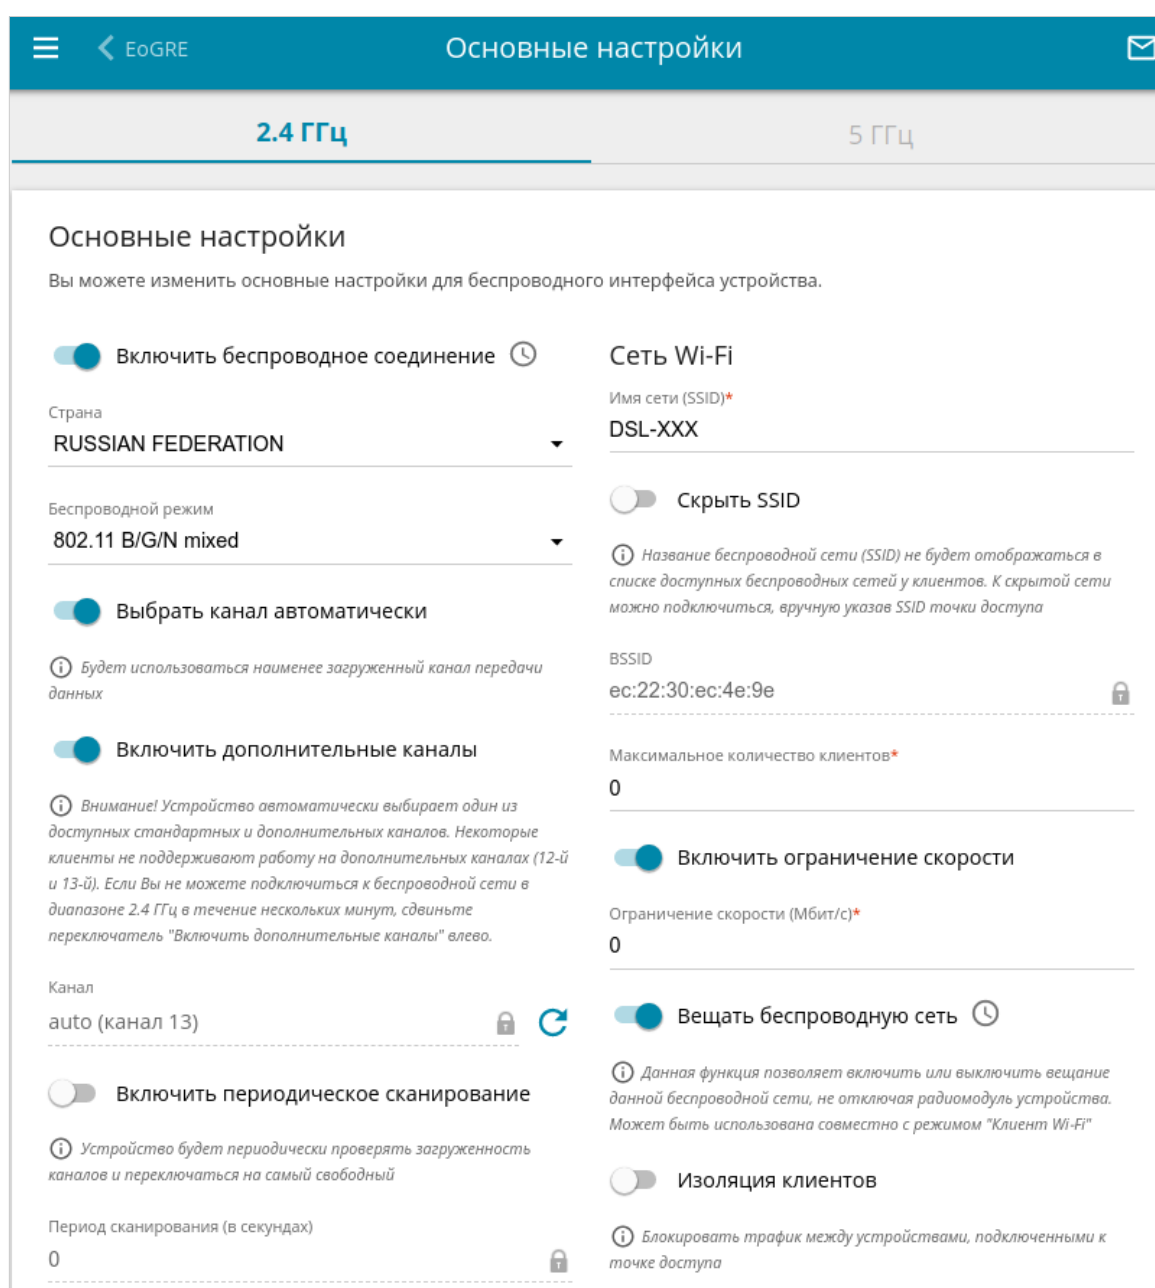 EoGRE
Основные настройки
2.4 ГГц
5 ГГц
Основные настройки
Вы можете изменить основные настройки для беспроводного интерфейса устройства.
Включить беспроводное соединение
Страна
RUSSIAN FEDERATION
Беспроводной режим
802.11 B/G/N mixed
Выбрать канал автоматически
Будет использоваться наименее загруженный канал передачи
данных
Включить дополнительные каналы
Внимание! Устройство автоматически выбирает один из
доступных стандартных и дополнительных каналов. Некоторые
клиенты не поддерживают работу на дополнительных каналах (12-й
и 13-й). Если Вы не можете подключиться к беспроводной сети в
диапазоне 2.4 ГГц в течение нескольких минут, сдвиньте
переключатель "Включить дополнительные каналы" влево.
Канал
auto (канал 13)
Включить периодическое сканирование
Устройство будет периодически проверять загруженность
каналов и переключаться на самый свободный
Период сканирования (в секундах)
0
Сеть Wi-Fi
Имя сети (SSID)*
DSL-XXX
Скрыть SSID
Название беспроводной сети (SSID) не будет отображаться в
списке доступных беспроводных сетей у клиентов. К скрытой сети
можно подключиться, вручную указав SSID точки доступа
BSSID
ec:22:30:ec:4e:9e
Максимальное количество клиентов*
0
Включить ограничение скорости
Ограничение скорости (Мбит/с)*
0
Вещать беспроводную сеть
Данная функция позволяет включить или выключить вещание
данной беспроводной сети, не отключая радиомодуль устройства.
Может быть использована совместно с режимом "Клиент Wi-Fi"
Изоляция клиентов
Блокировать трафик между устройствами, подключенными к
точке доступа